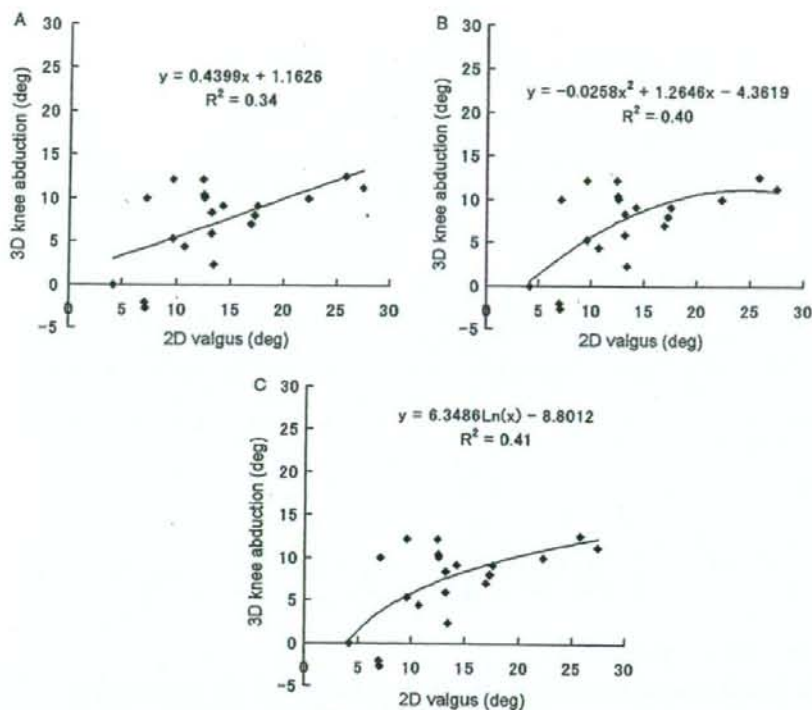 A
30
25
20
15
10
5
0
−5
3D knee abduction (deg)
y = 0.4399x + 1.1626
R² = 0.34
0 5 10 15 20 25 30
2D valgus (deg)
B
30
25
20
15
10
5
0
−5
3D knee abduction (deg)
y = −0.0258x² + 1.2646x − 4.3619
R² = 0.40
0 5 10 15 20 25 30
2D valgus (deg)
C
30
25
20
15
10
5
0
−5
3D knee abduction (deg)
y = 6.3486Ln(x) − 8.8012
R² = 0.41
0 5 10 15 20 25 30
2D valgus (deg)